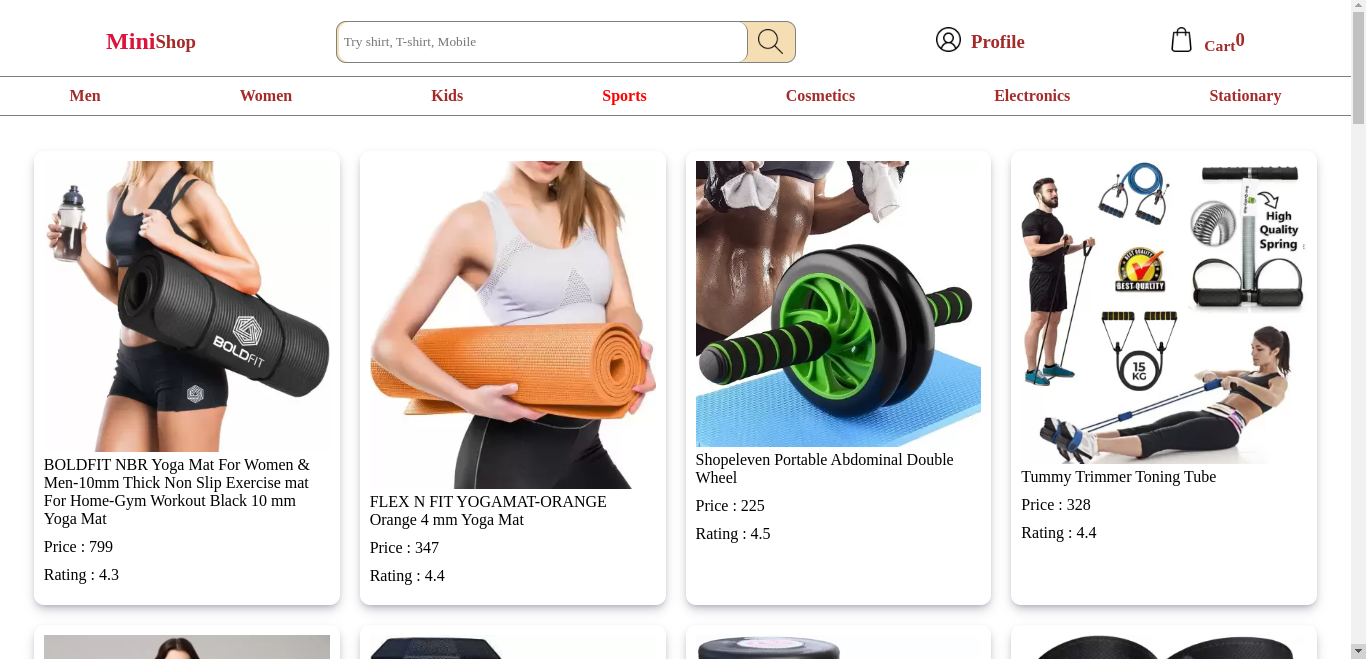 MiniShop
Try shirt, T-shirt, Mobile
Profile
Cart0
Men
Women
Kids
Sports
Cosmetics
Electronics
Stationary
BOLDFIT
BOLDFIT NBR Yoga Mat For Women &
Men-10mm Thick Non Slip Exercise mat
For Home-Gym Workout Black 10 mm
Yoga Mat
Price : 799
Rating : 4.3
FLEX N FIT YOGAMAT-ORANGE
Orange 4 mm Yoga Mat
Price : 347
Rating : 4.4
Shopeleven Portable Abdominal Double
Wheel
Price : 225
Rating : 4.5
High
Quality
Spring
BEST-QUALITY
15
KG
Tummy Trimmer Toning Tube
Price : 328
Rating : 4.4